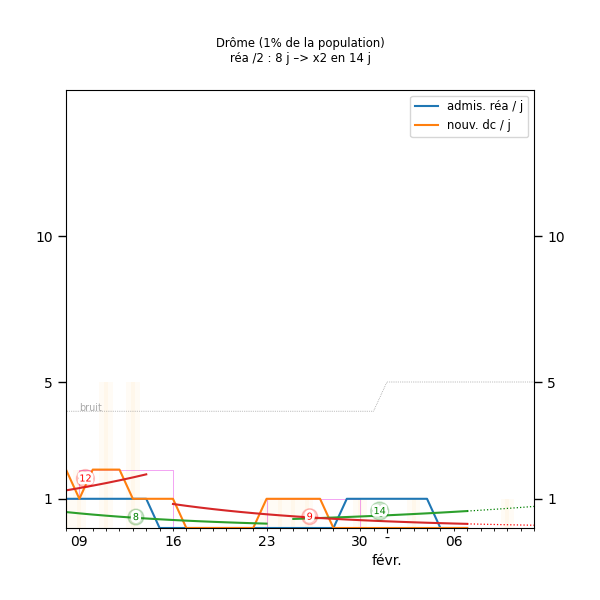 Drôme (1% de la population)
réa /2 : 8 j –> x2 en 14 j
admis. réa / j
nouv. dc / j
10
10
5
5
bruit
12
1
1
8
9
14
09
16
23
30
-
06
févr.